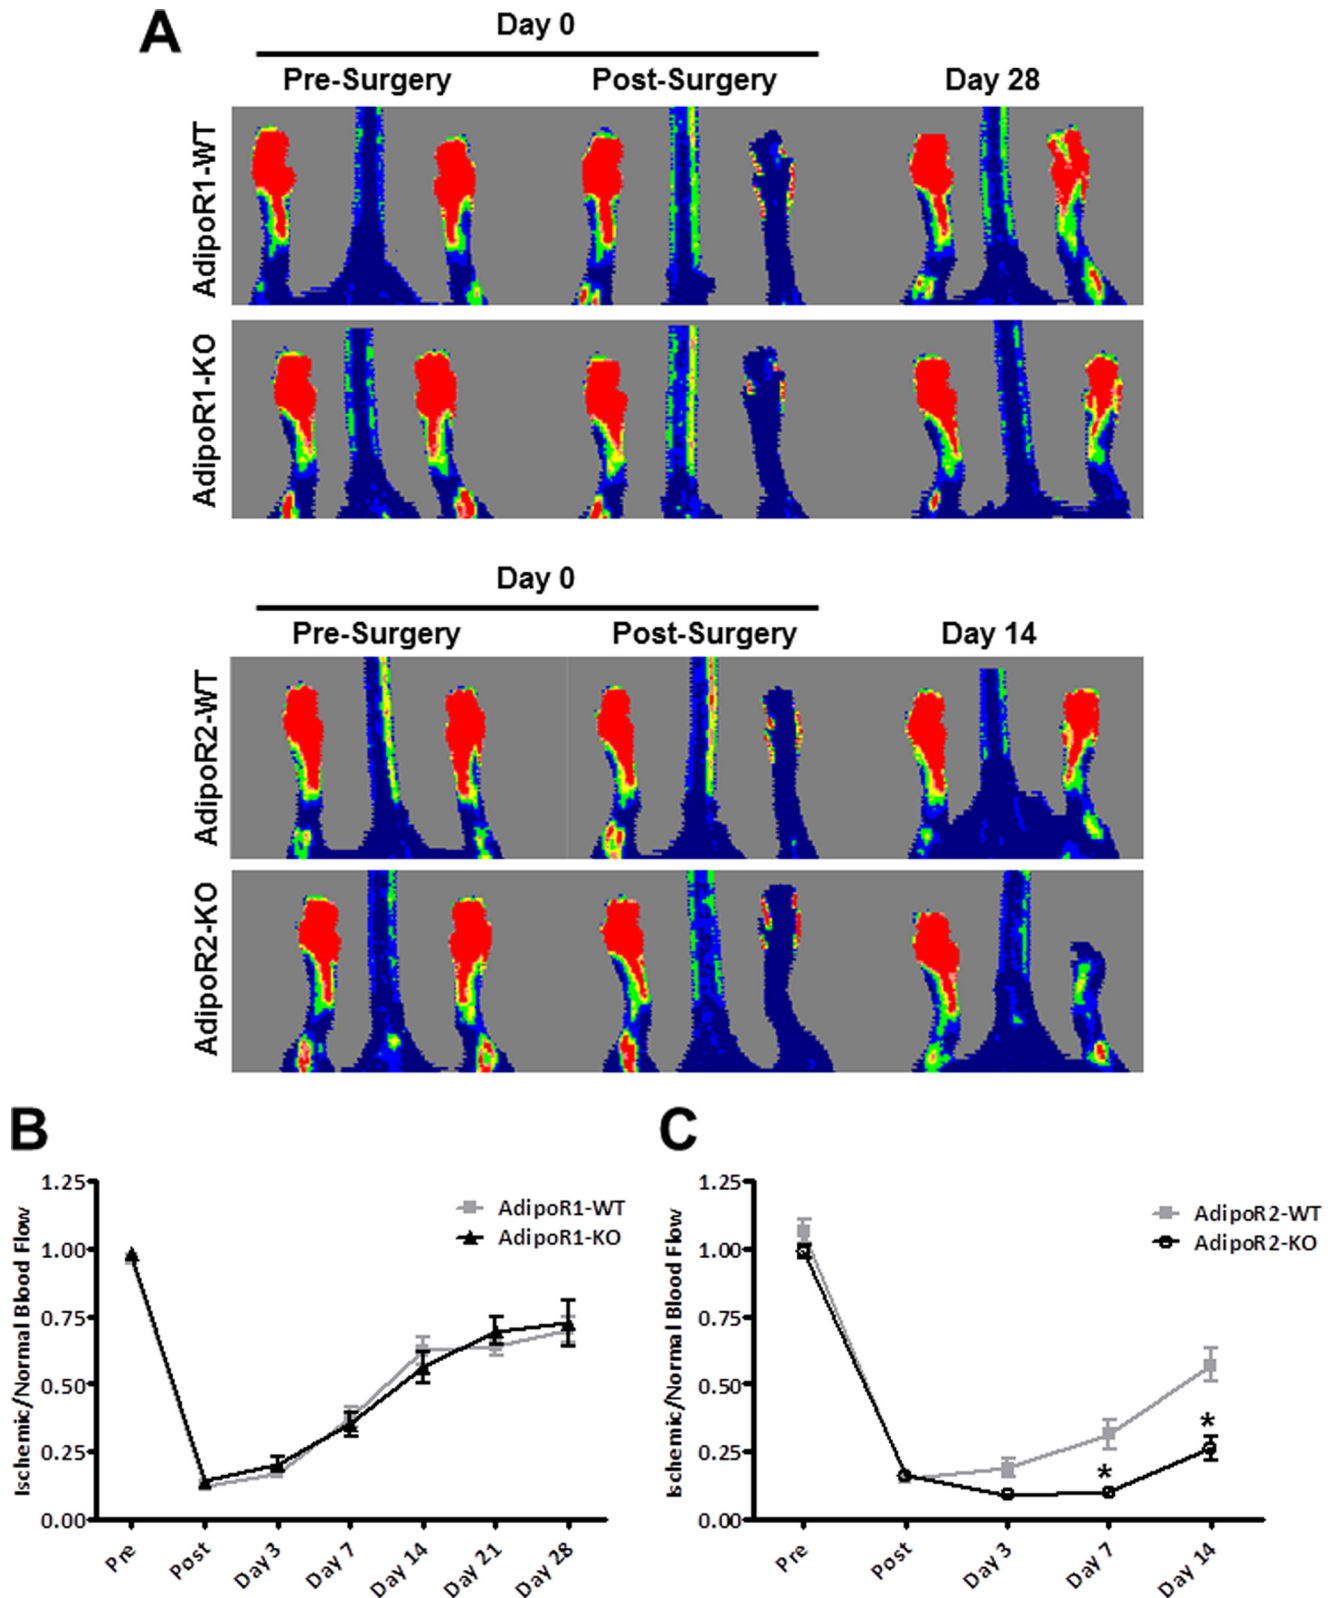 A
Day 0
Pre-Surgery Post-Surgery Day 28
AdipoR1-WT
AdipoR1-KO
Day 0
Pre-Surgery Post-Surgery Day 14
AdipoR2-WT
AdipoR2-KO
B
Ischemic/Normal Blood Flow
1.25
1.00
0.75
0.50
0.25
0.00
AdipoR1-WT
AdipoR1-KO
Pre Post Day 3 Day 7 Day 14 Day 21 Day 28
C
Ischemic/Normal Blood Flow
1.25
1.00
0.75
0.50
0.25
0.00
AdipoR2-WT
AdipoR2-KO
*
*
Pre Post Day 3 Day 7 Day 14